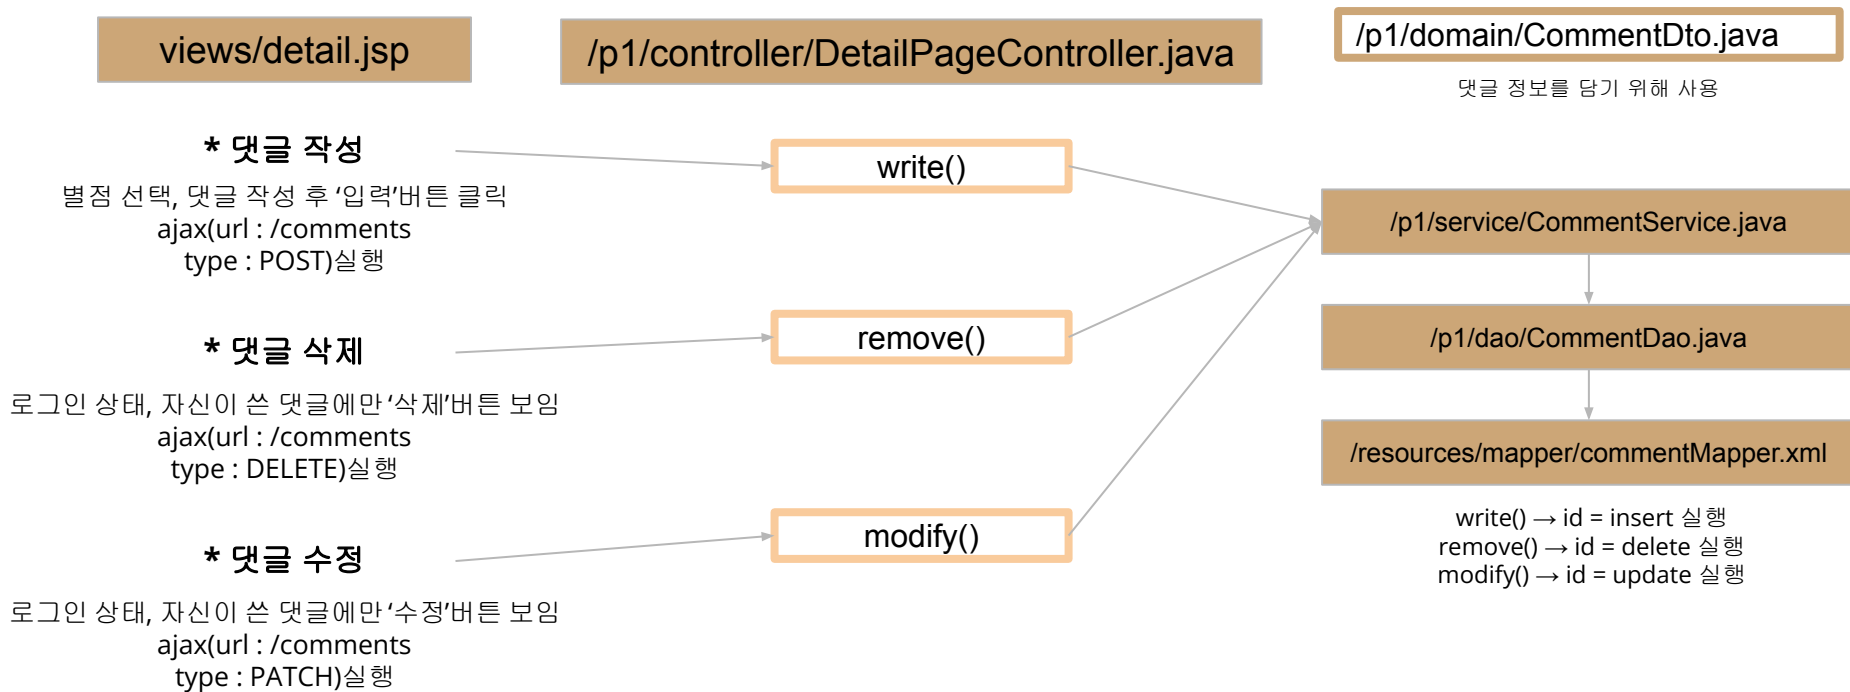 views/detail.jsp
/p1/controller/DetailPageController.java
/p1/domain/CommentDto.java
댓글 정보를 담기 위해 사용
* 댓글 작성
별점 선택, 댓글 작성 후 ‘입력’버튼 클릭
ajax(url : /comments
type : POST)실행
* 댓글 삭제
로그인 상태, 자신이 쓴 댓글에만 ‘삭제’버튼 보임
ajax(url : /comments
type : DELETE)실행
* 댓글 수정
로그인 상태, 자신이 쓴 댓글에만 ‘수정’버튼 보임
ajax(url : /comments
type : PATCH)실행
write()
remove()
modify()
/p1/service/CommentService.java
/p1/dao/CommentDao.java
/resources/mapper/commentMapper.xml
write() → id = insert 실행
remove() → id = delete 실행
modify() → id = update 실행